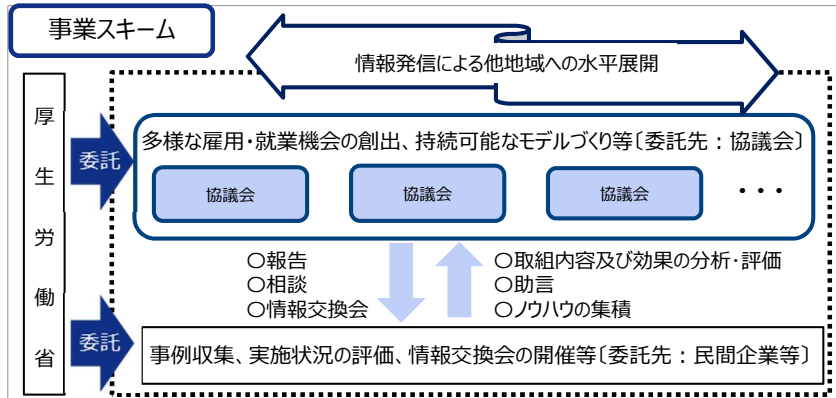 事業スキーム
情報発信による他地域への水平展開
厚生労働省
委託
多様な雇用・就業機会の創出、持続可能なモデルづくり等〔委託先：協議会〕
協議会
協議会
協議会
・・・
〇報告
〇相談
〇情報交換会
〇取組内容及び効果の分析・評価
〇助言
〇ノウハウの集積
委託
事例収集、実施状況の評価、情報交換会の開催等〔委託先：民間企業等〕